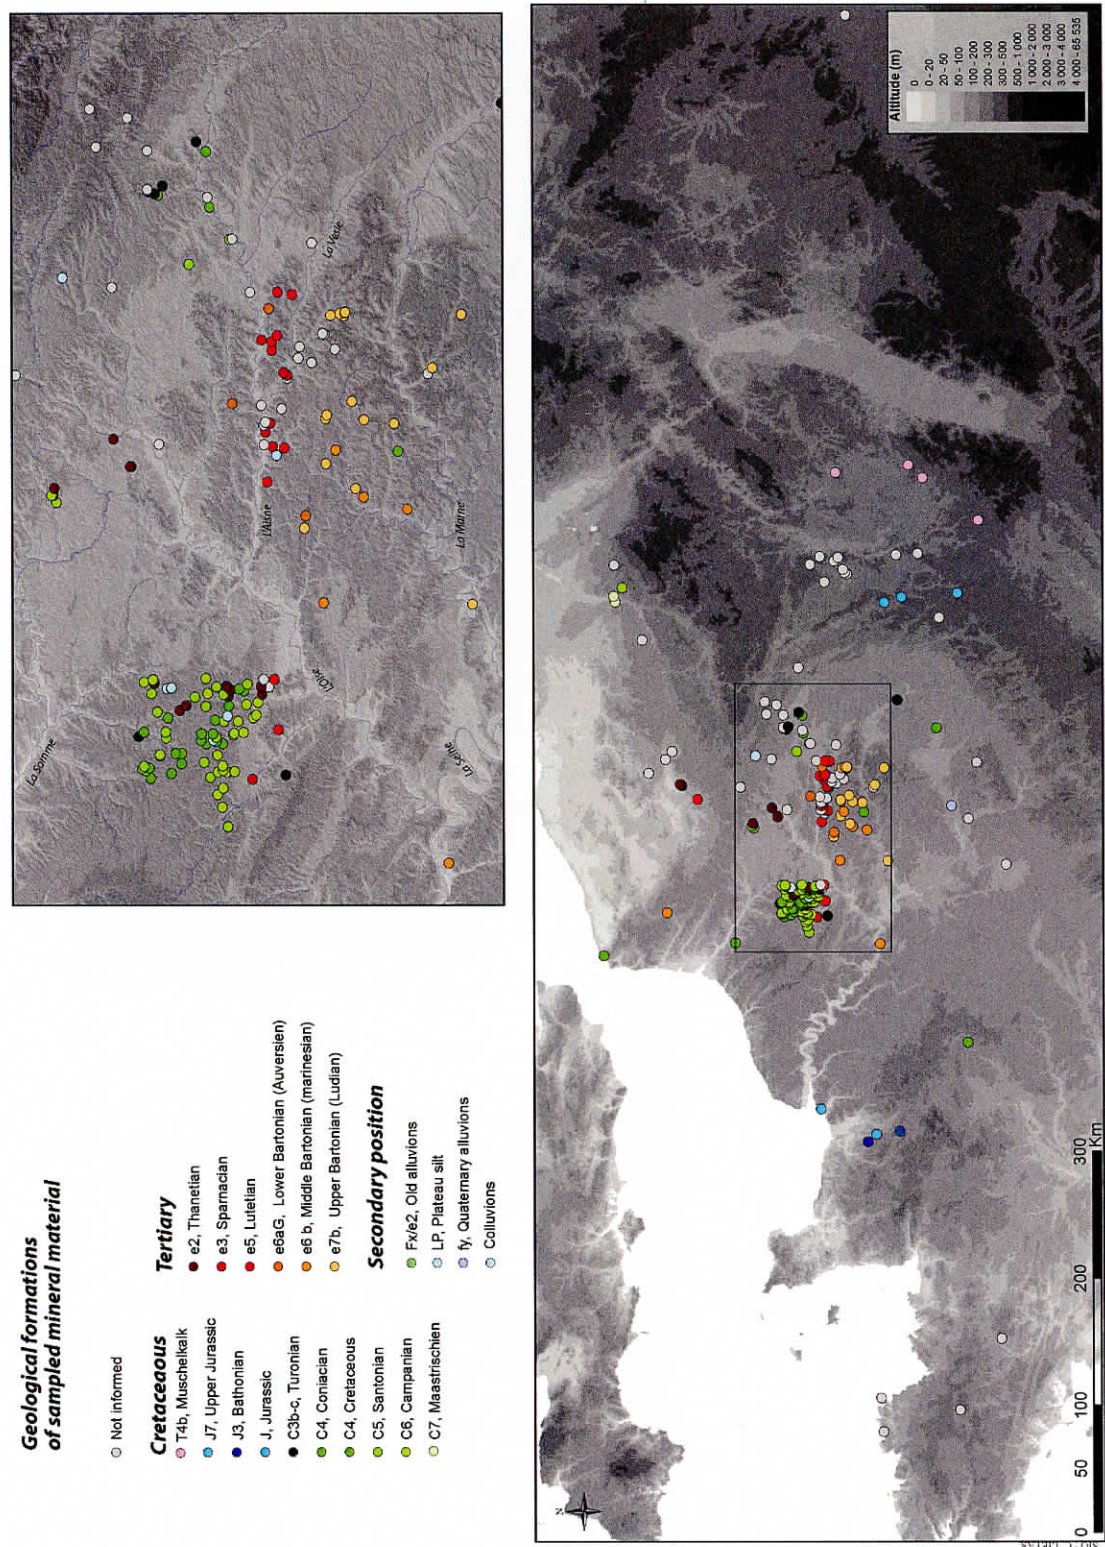 Geological formations
of sampled mineral material
Not informed
Cretaceaous
T4b, Muschelkalk
J7, Upper Jurassic
J3, Bathonian
J, Jurassic
C3b-c, Turonian
C4, Coniacian
C4, Cretaceous
C5, Santonian
C6, Campanian
C7, Maastrischien
Tertiary
e2, Thanetian
e3, Sparnacian
e5, Lutetian
e6aG, Lower Bartonian (Auversien)
e6 b, Middle Bartonian (marinesian)
e7b, Upper Bartonian (Ludian)
Secondary position
Fx/e2, Old alluvions
LP, Plateau silt
fy, Quaternary alluvions
Colluvions
La Somme
L'Oise
La Seine
L'Aisne
La Marne
La Vesle
N
0 50 100 200 300
Km
Altitude (m)
0
0 - 20
20 - 50
50 - 100
100 - 200
200 - 300
300 - 500
500 - 1 000
1 000 - 2 000
2 000 - 3 000
3 000 - 4 000
4 000 - 65 535